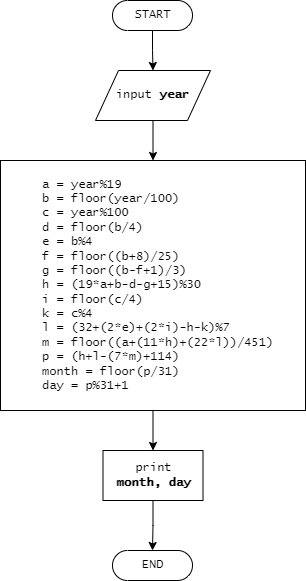 START
input year
a = year%19
b = floor(year/100)
c = year%100
d = floor(b/4)
e = b%4
f = floor((b+8)/25)
g = floor((b-f+1)/3)
h = (19*a+b-d-g+15)%30
i = floor(c/4)
k = c%4
l = (32+(2*e)+(2*i)-h-k)%7
m = floor((a+(11*h)+(22*l))/451)
p = (h+l-(7*m)+114)
month = floor(p/31)
day = p%31+1
print
month, day
END